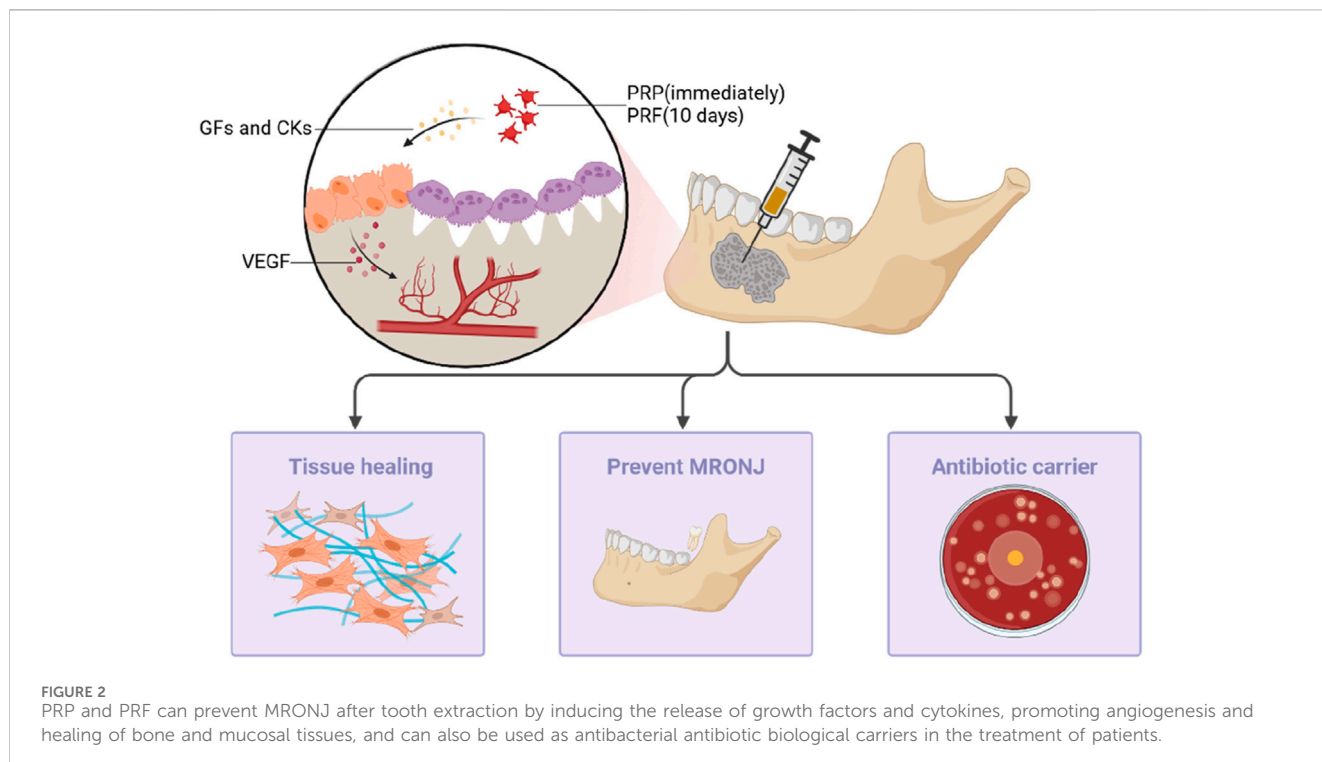 PRP(immediately)
PRF(10 days)
GFs and CKs
VEGF
Tissue healing
Prevent MRONJ
Antibiotic carrier
FIGURE 2
PRP and PRF can prevent MRONJ after tooth extraction by inducing the release of growth factors and cytokines, promoting angiogenesis and
healing of bone and mucosal tissues, and can also be used as antibacterial antibiotic biological carriers in the treatment of patients.